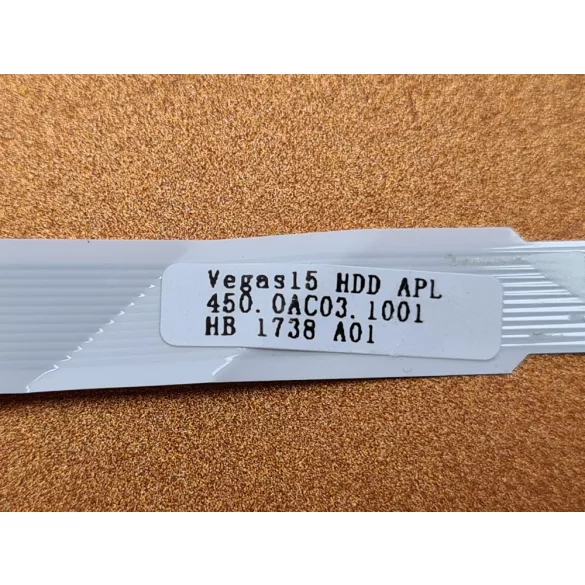 Vegas15 HDD APL
450.0AC03.1001
HB 1738 A01